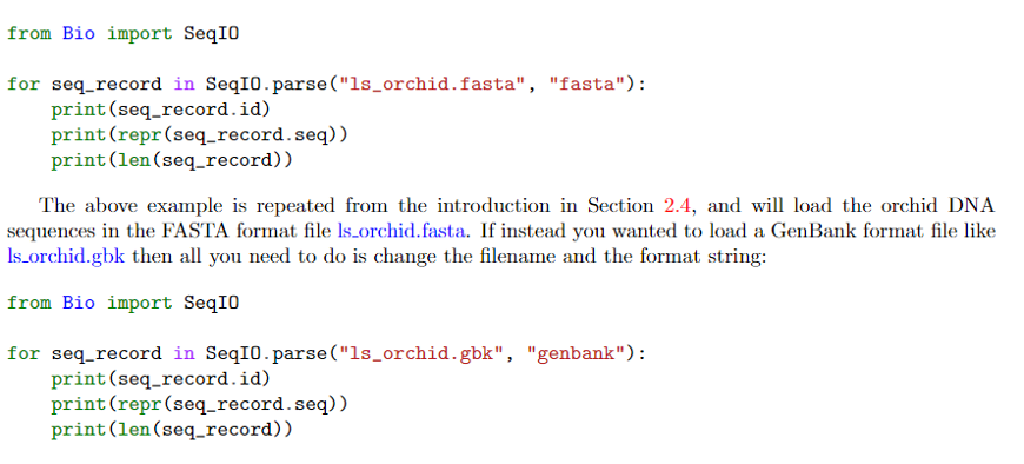 from Bio import SeqIO
for seq_record in SeqIO.parse("ls_orchid.fasta", "fasta"):
    print(seq_record.id)
    print(repr(seq_record.seq))
    print(len(seq_record))
The above example is repeated from the introduction in Section 2.4, and will load the orchid DNA
sequences in the FASTA format file ls_orchid.fasta. If instead you wanted to load a GenBank format file like
ls_orchid.gbk then all you need to do is change the filename and the format string:
from Bio import SeqIO
for seq_record in SeqIO.parse("ls_orchid.gbk", "genbank"):
    print(seq_record.id)
    print(repr(seq_record.seq))
    print(len(seq_record))